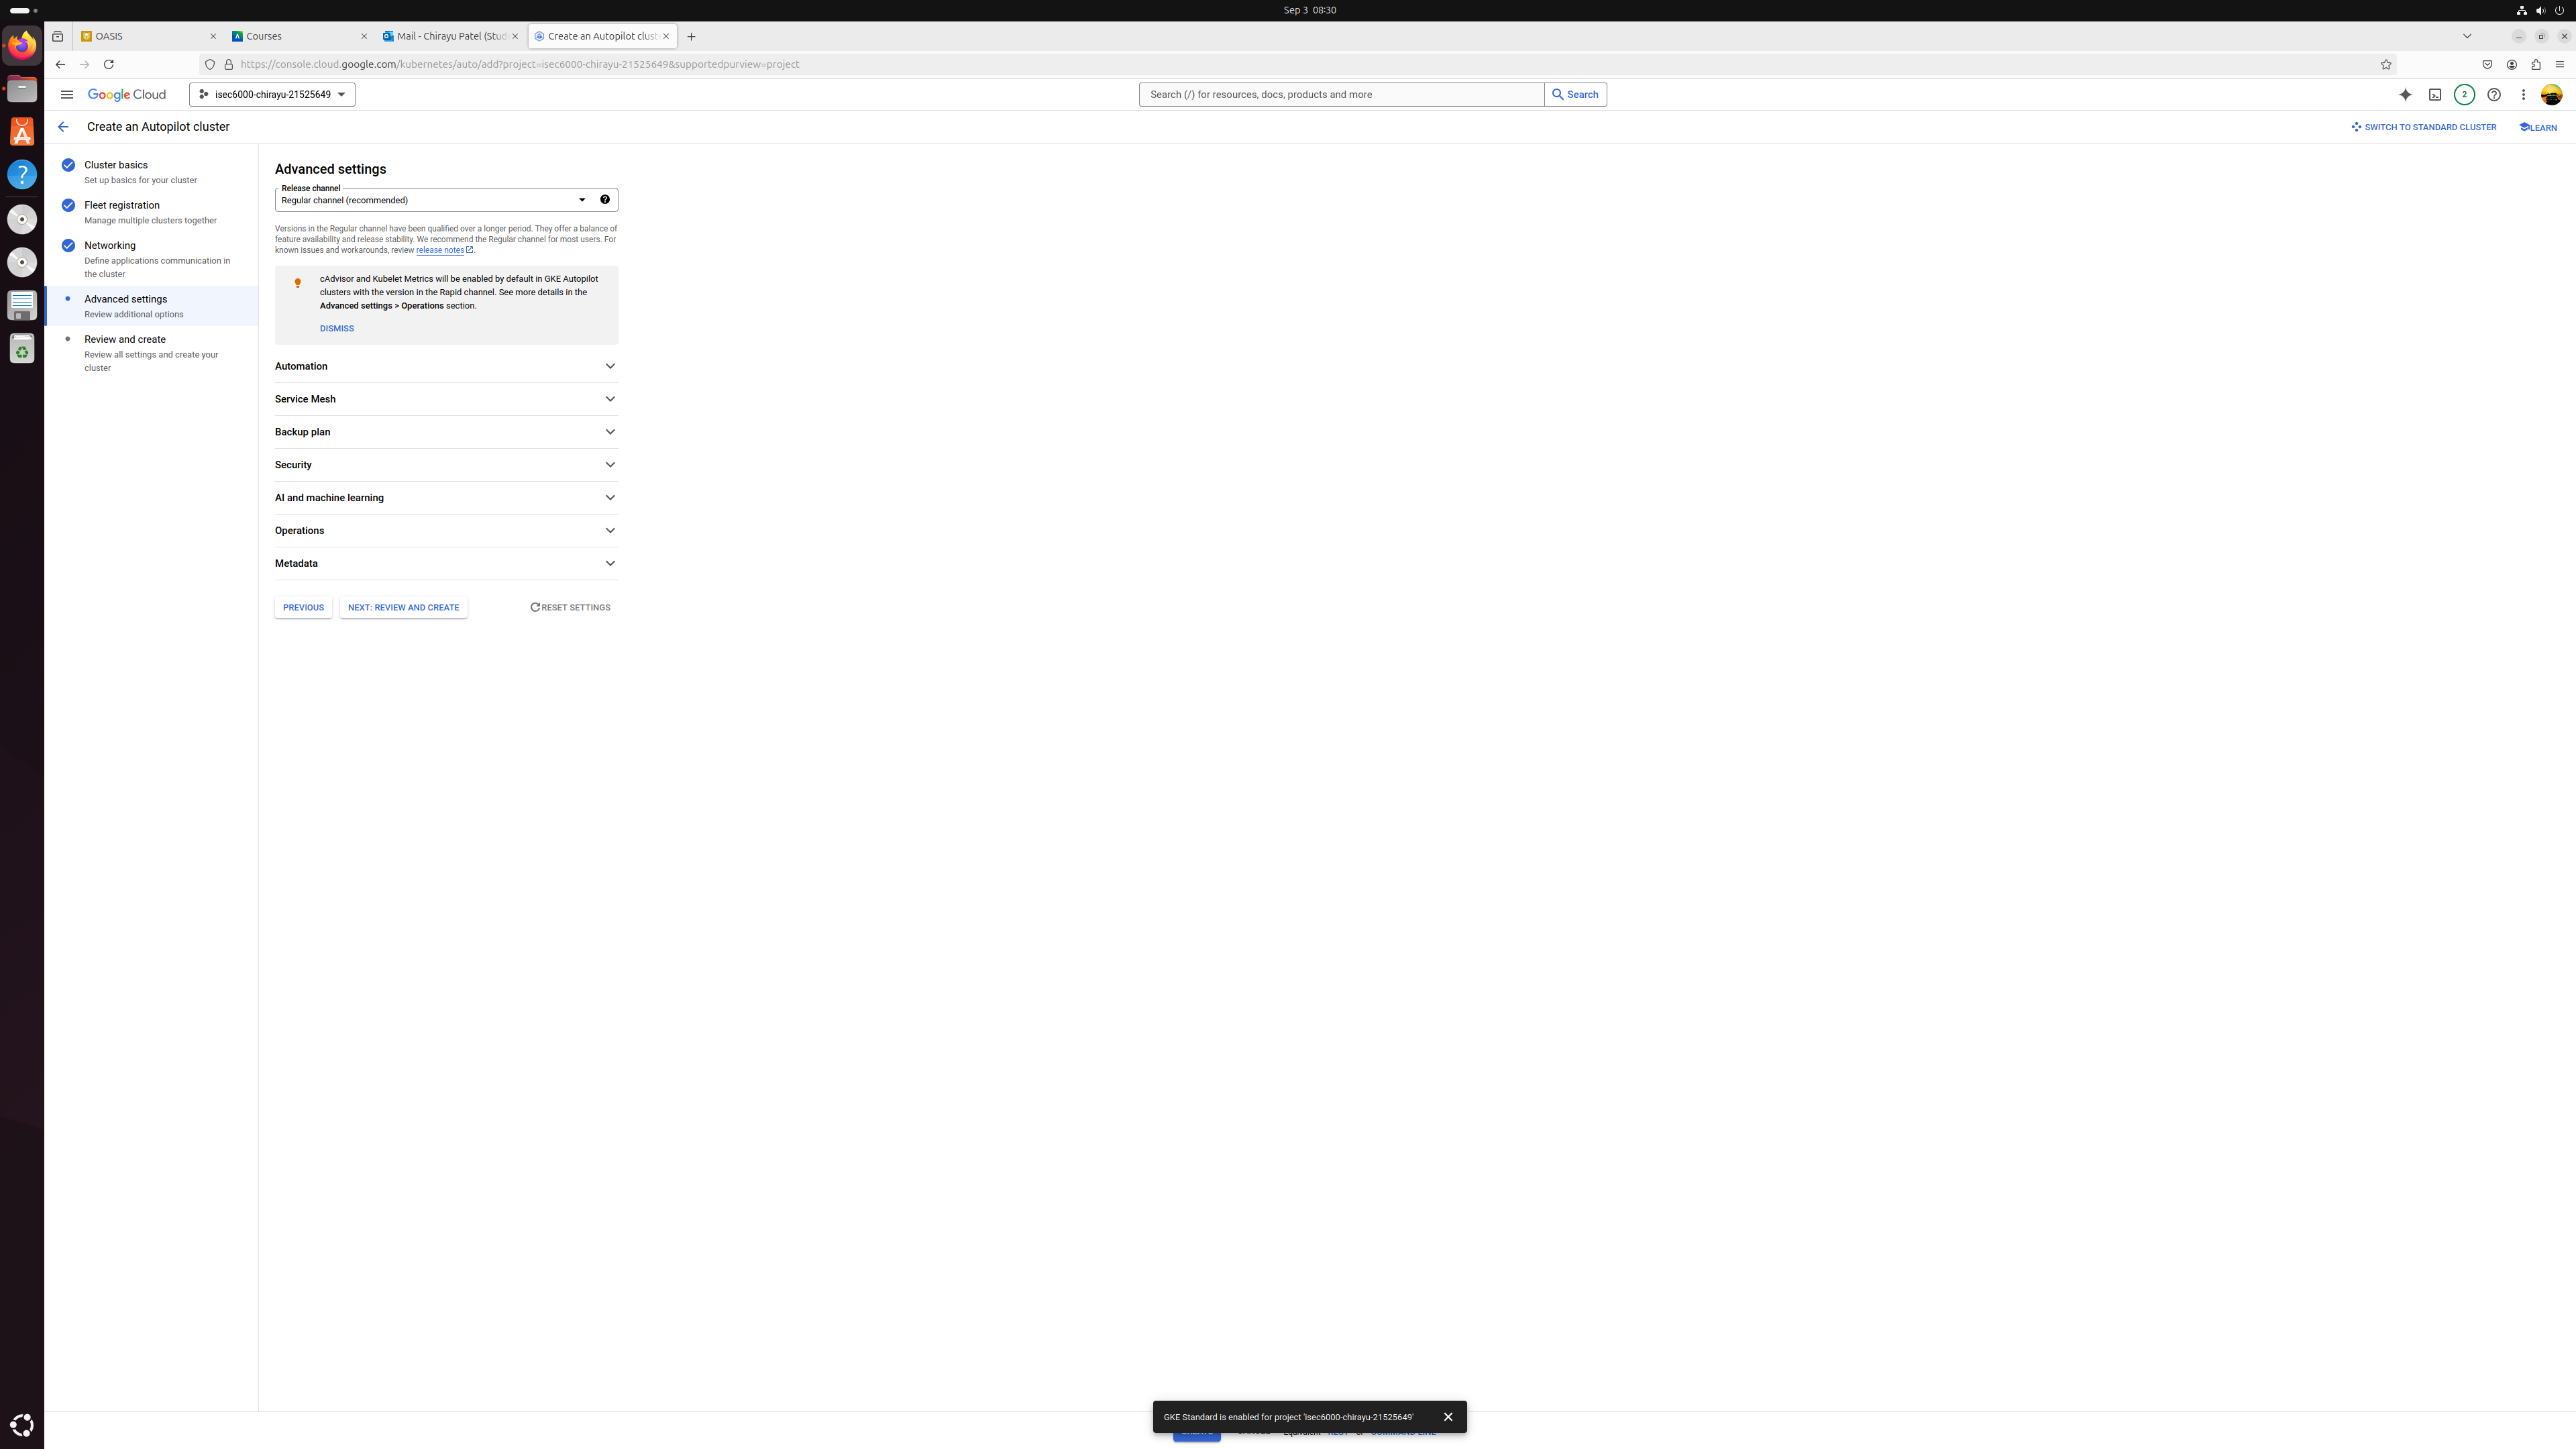 Sep 3 08:30
OASIS
Courses
Mail - Chirayu Patel (Stud
Create an Autopilot clust
https://console.cloud.google.com/kubernetes/auto/add?project=isec6000-chirayu-21525649&supportedpurview=project
Google Cloud
isec6000-chirayu-21525649
Search (/) for resources, docs, products and more
Search
2
Create an Autopilot cluster
SWITCH TO STANDARD CLUSTER
LEARN
Cluster basics
Set up basics for your cluster
Fleet registration
Manage multiple clusters together
Networking
Define applications communication in
the cluster
Advanced settings
Review additional options
Review and create
Review all settings and create your
cluster
Advanced settings
Release channel
Regular channel (recommended)
Versions in the Regular channel have been qualified over a longer period. They offer a balance of
feature availability and release stability. We recommend the Regular channel for most users. For
known issues and workarounds, review release notes.
cAdvisor and Kubelet Metrics will be enabled by default in GKE Autopilot
clusters with the version in the Rapid channel. See more details in the
Advanced settings > Operations section.
DISMISS
Automation
Service Mesh
Backup plan
Security
AI and machine learning
Operations
Metadata
PREVIOUS
NEXT: REVIEW AND CREATE
RESET SETTINGS
GKE Standard is enabled for project 'isec6000-chirayu-21525649'